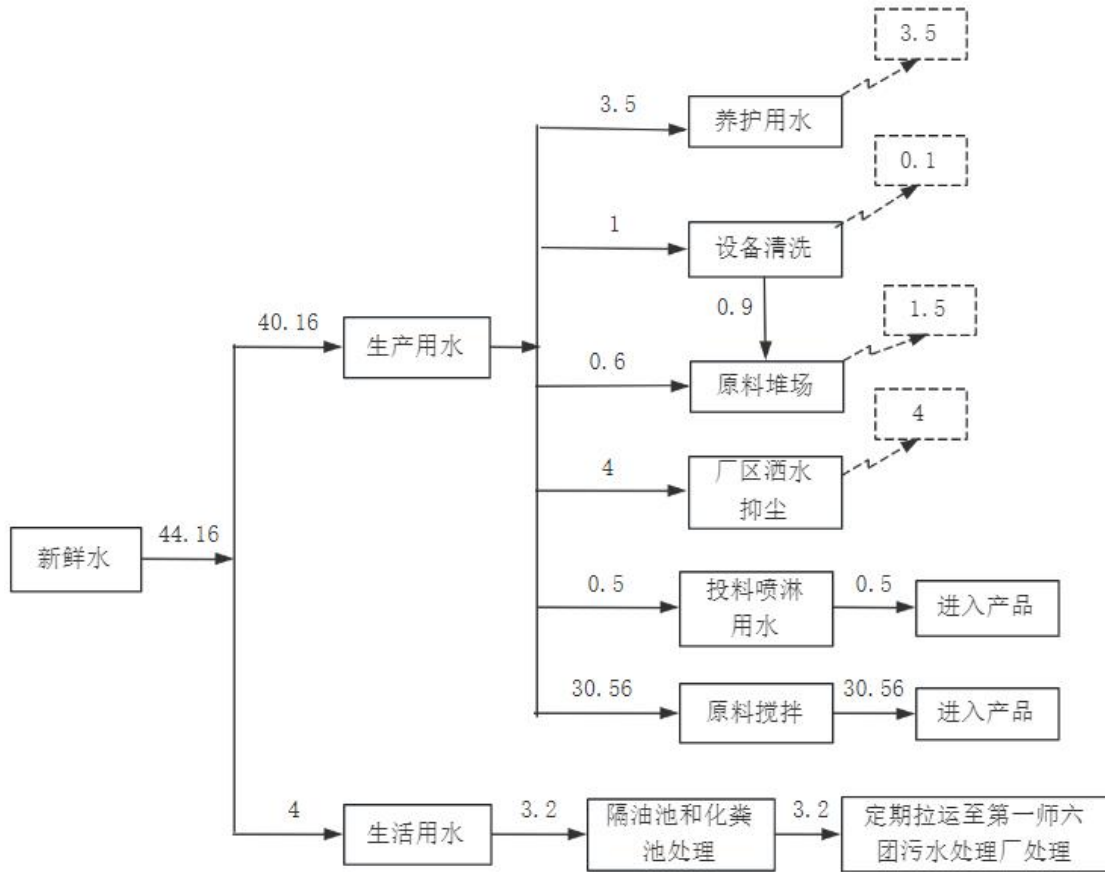 3.5
3.5
养护用水
0.1
1
设备清洗
0.9
1.5
40.16
生产用水
0.6
原料堆场
4
4
厂区洒水
抑尘
44.16
新鲜水
0.5
投料喷淋
用水
0.5
进入产品
30.56
原料搅拌
30.56
进入产品
4
生活用水
3.2
隔油池和化粪
池处理
3.2
定期拉运至第一师六
团污水处理厂处理